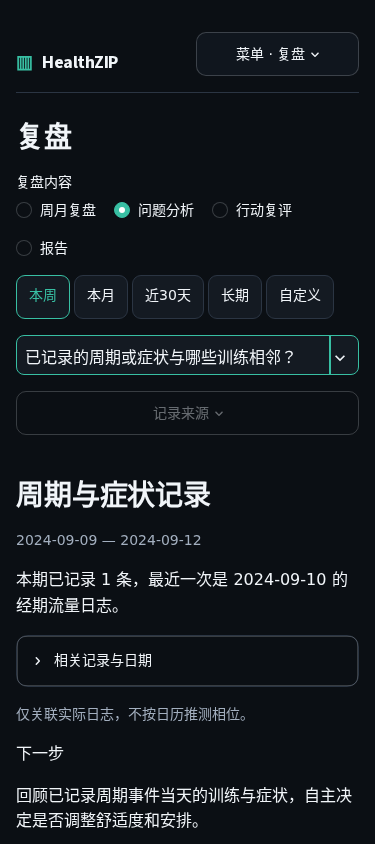 HealthZIP
菜单 · 复盘
复盘
复盘内容
周月复盘
问题分析
行动复评
报告
本周
本月
近30天
长期
自定义
已记录的周期或症状与哪些训练相邻？
记录来源
周期与症状记录
2024-09-09 — 2024-09-12
本期已记录 1 条，最近一次是 2024-09-10 的
经期流量日志。
相关记录与日期
仅关联实际日志，不按日历推测相位。
下一步
回顾已记录周期事件当天的训练与症状，自主决
定是否调整舒适度和安排。